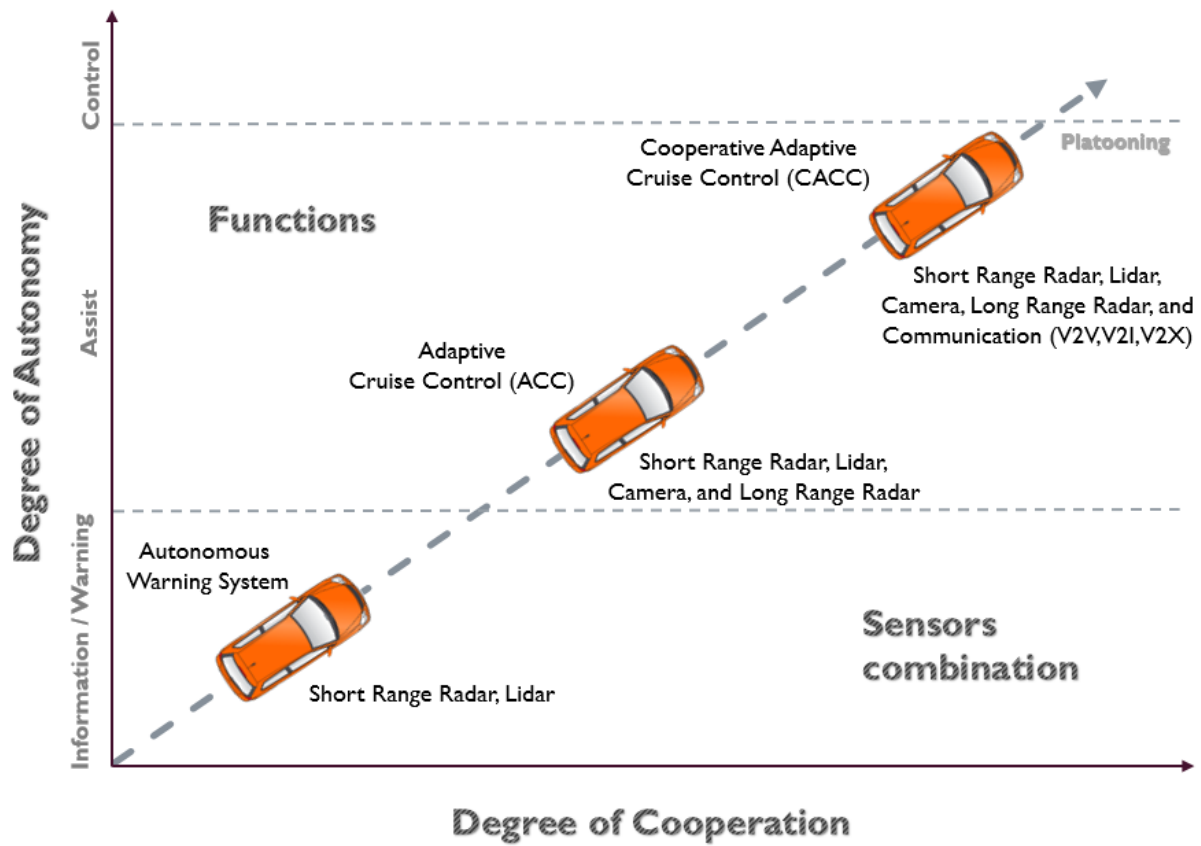 Control
Cooperative Adaptive
Cruise Control (CACC)
Platooning
Functions
Degree of Autonomy
Assist
Short Range Radar, Lidar,
Camera, Long Range Radar, and
Communication (V2V,V2I,V2X)
Adaptive
Cruise Control (ACC)
Short Range Radar, Lidar,
Camera, and Long Range Radar
Information / Warning
Autonomous
Warning System
Sensors
combination
Short Range Radar, Lidar
Degree of Cooperation